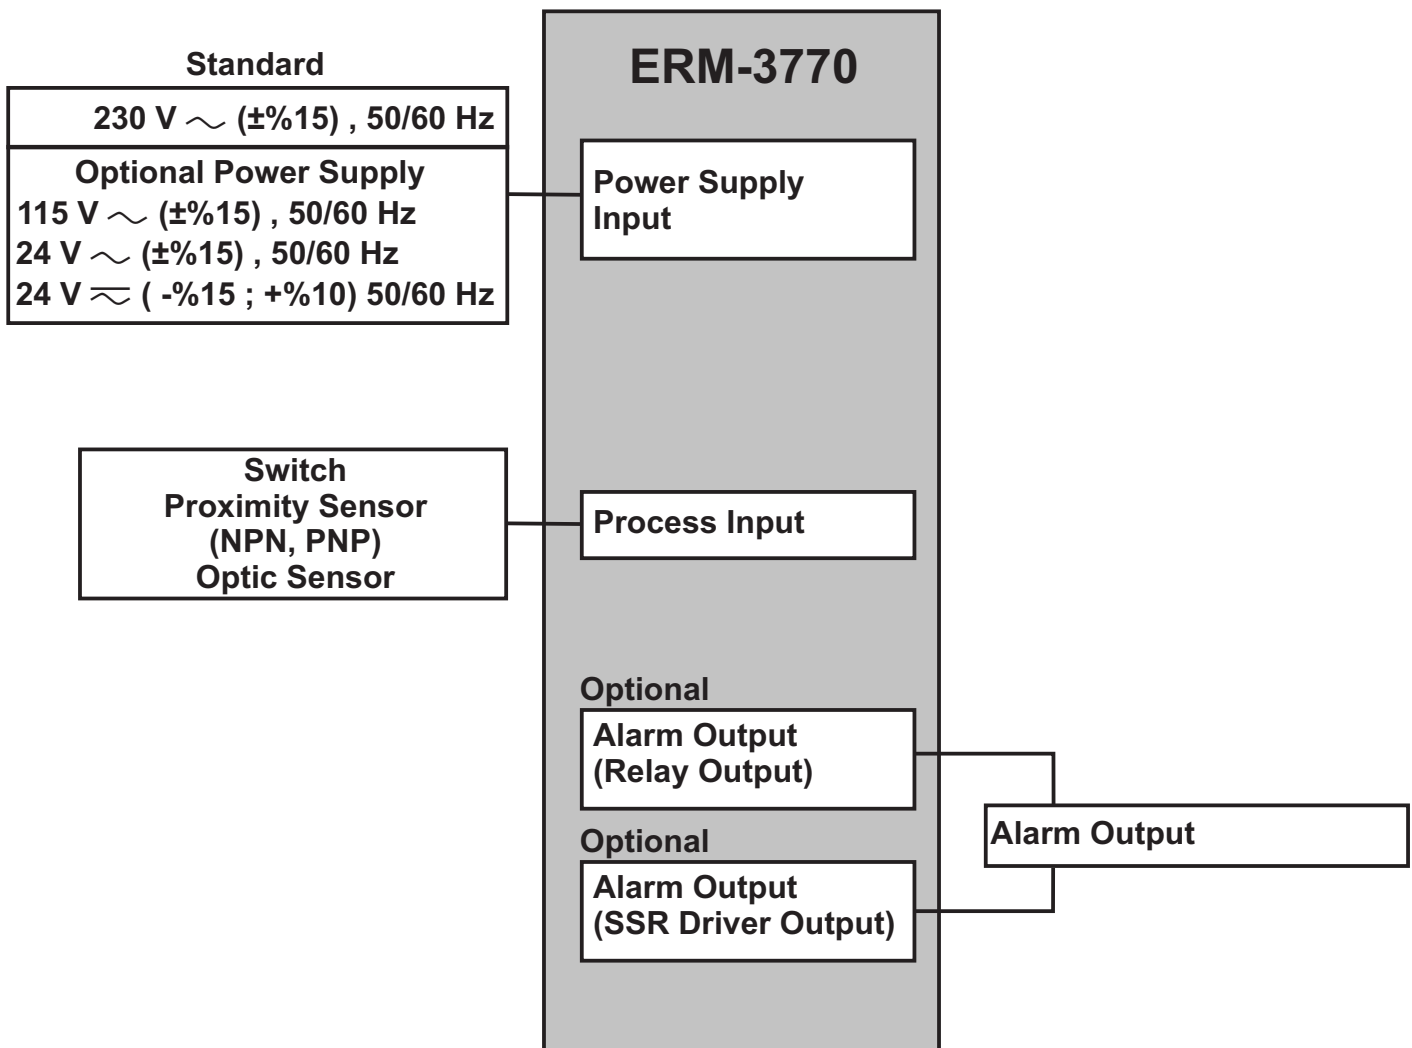 ERM-3770
Standard
230 V ～ (±%15) , 50/60 Hz
Optional Power Supply
115 V ～ (±%15) , 50/60 Hz
24 V ～ (±%15) , 50/60 Hz
24 V ⏦ ( -%15 ; +%10) 50/60 Hz
Power Supply
Input
Switch
Proximity Sensor
(NPN, PNP)
Optic Sensor
Process Input
Optional
Alarm Output
(Relay Output)
Optional
Alarm Output
(SSR Driver Output)
Alarm Output